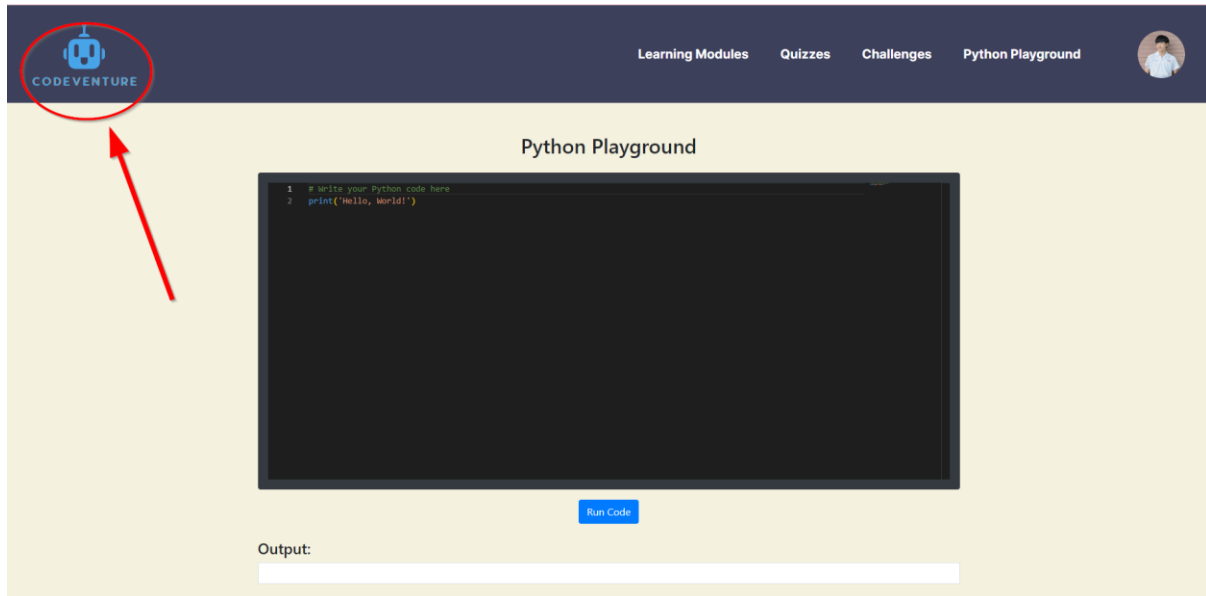 CODEVENTURE
Learning Modules Quizzes Challenges Python Playground
Python Playground
1 # Write your Python code here
2 print('Hello, World!')
Run Code
Output: